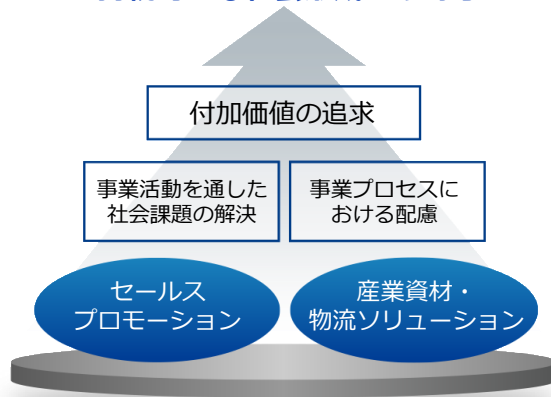 付加価値の追求
事業活動を通した
社会課題の解決
事業プロセスに
おける配慮
セールス
プロモーション
産業資材・
物流ソリューション